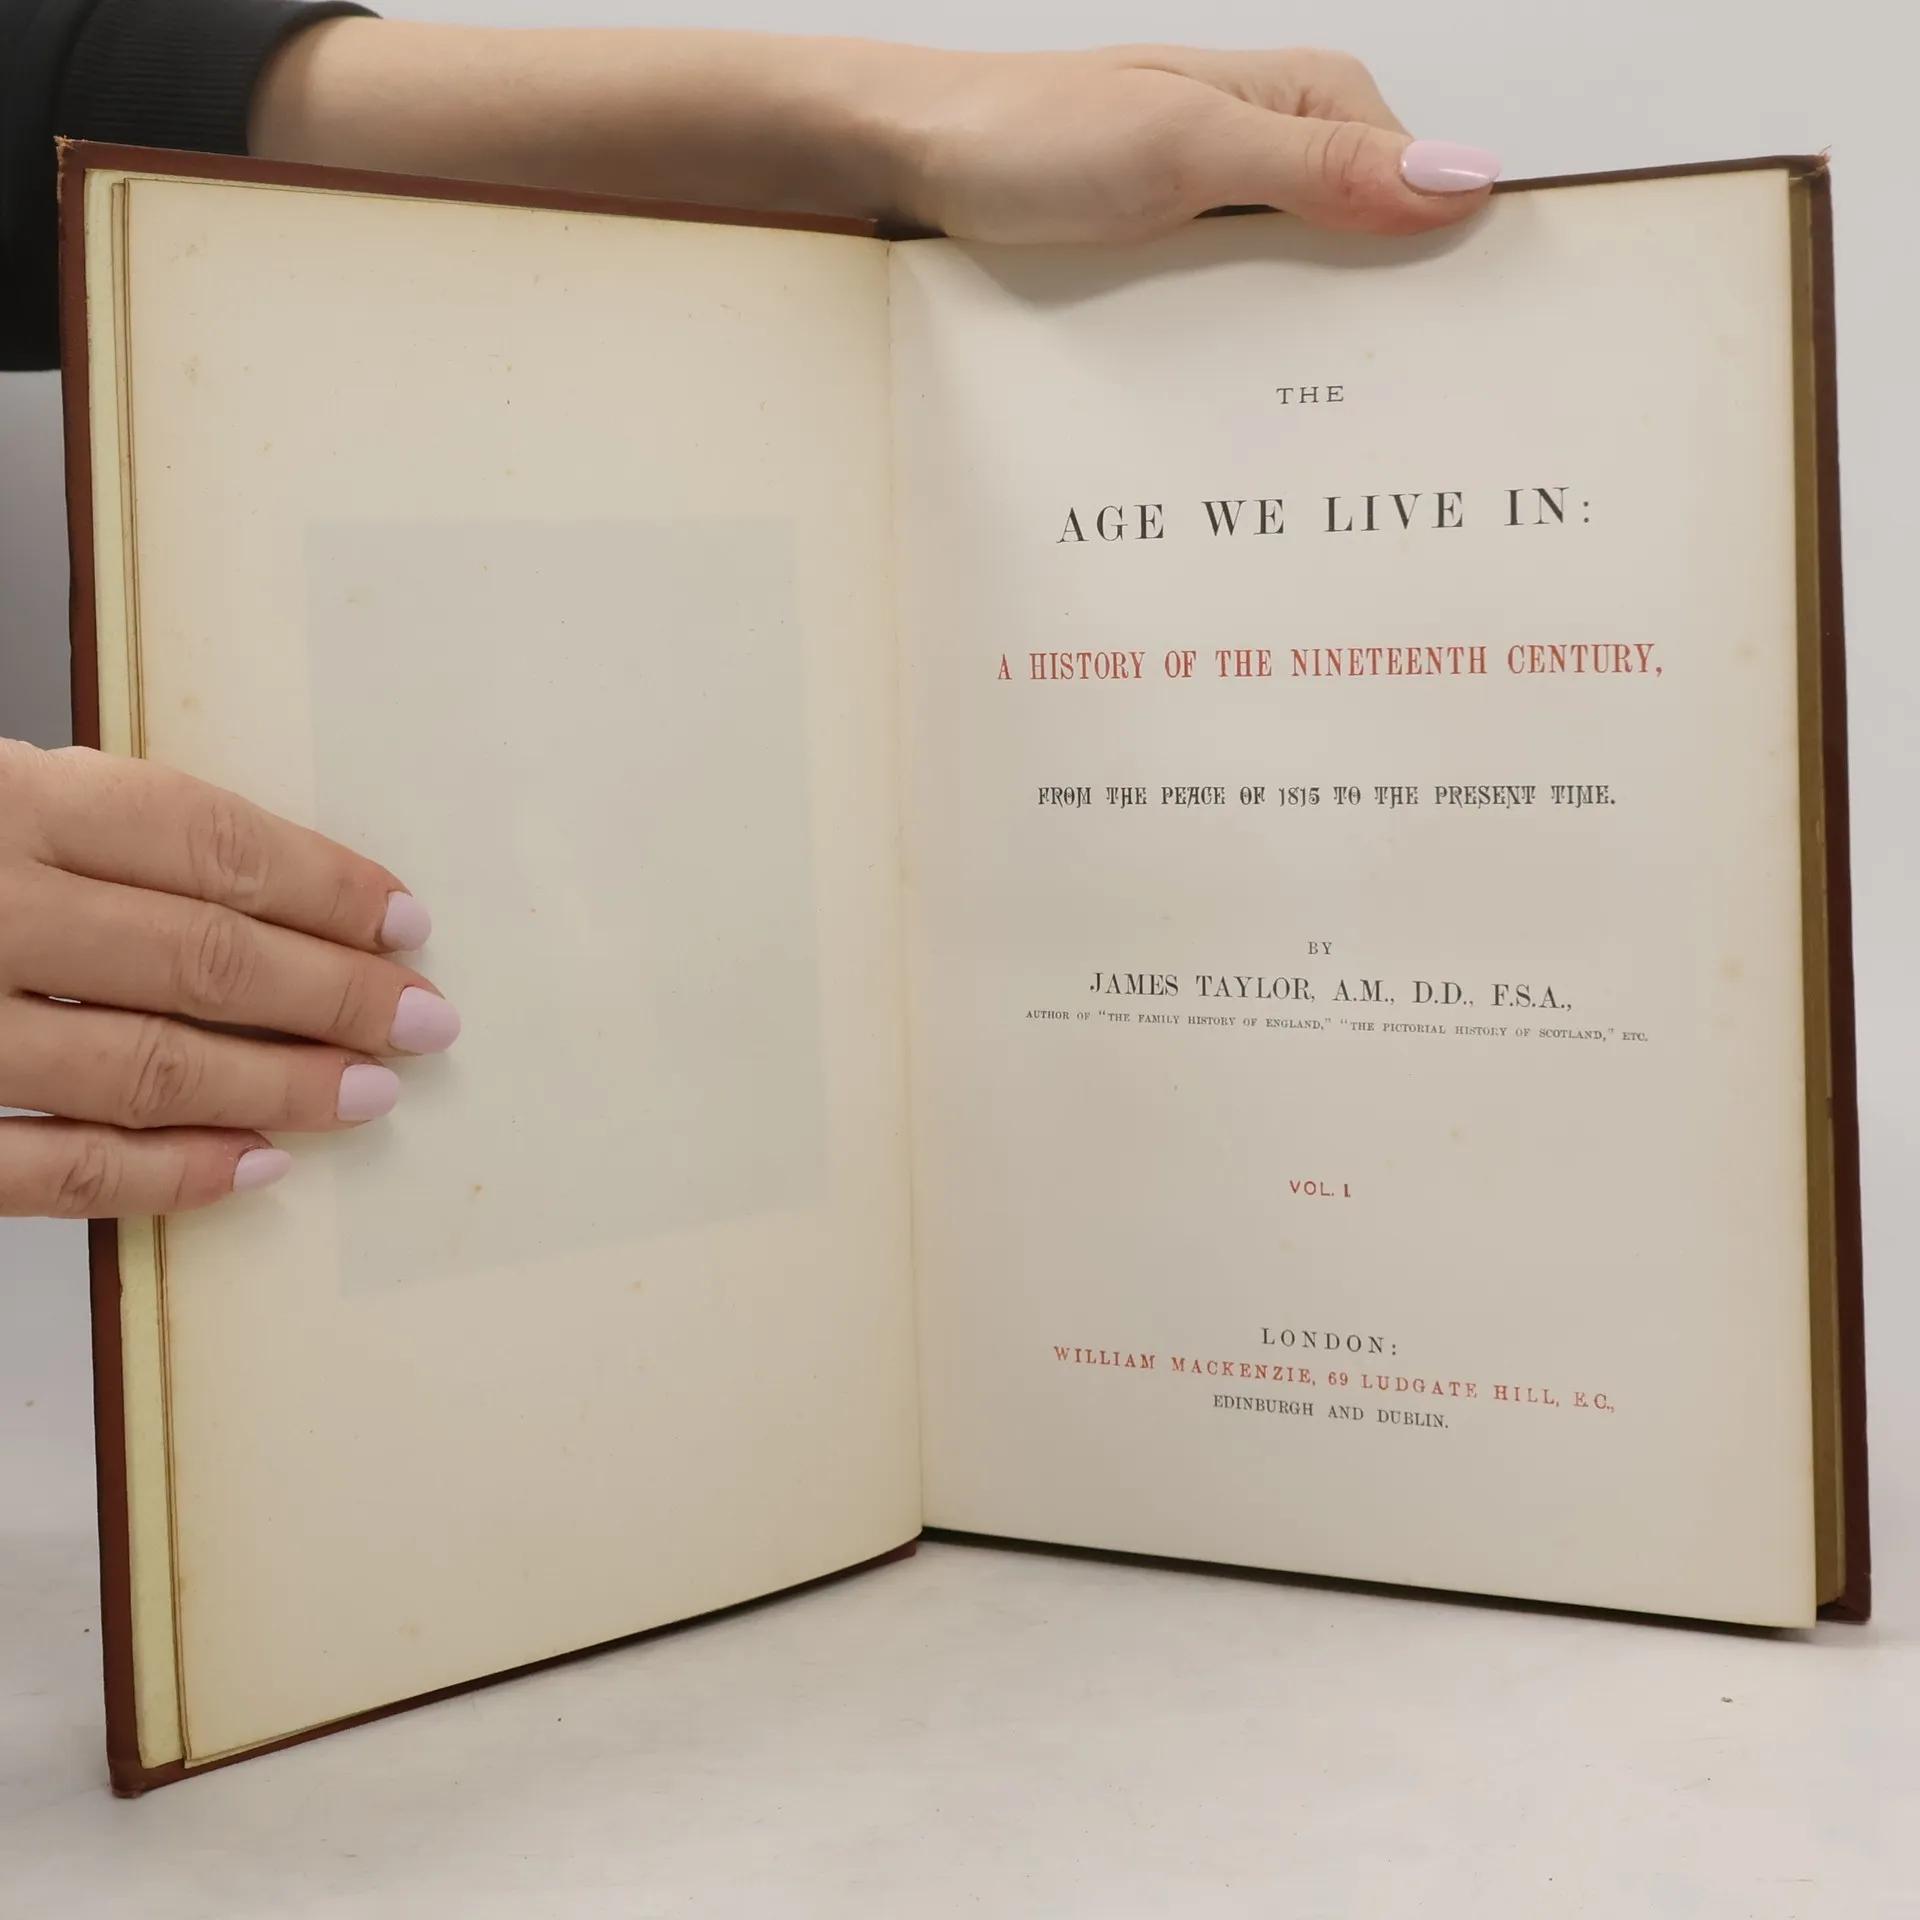 THE
AGE WE LIVE IN:
A HISTORY OF THE NINETEENTH CENTURY,
FROM THE PEACE OF 1815 TO THE PRESENT TIME.
BY
JAMES TAYLOR, A.M., D.D., F.S.A.,
AUTHOR OF "THE FAMILY HISTORY OF ENGLAND," "THE PICTORIAL HISTORY OF SCOTLAND," ETC.
VOL. I.
LONDON:
WILLIAM MACKENZIE, 69 LUDGATE HILL, E.C.,
EDINBURGH AND DUBLIN.